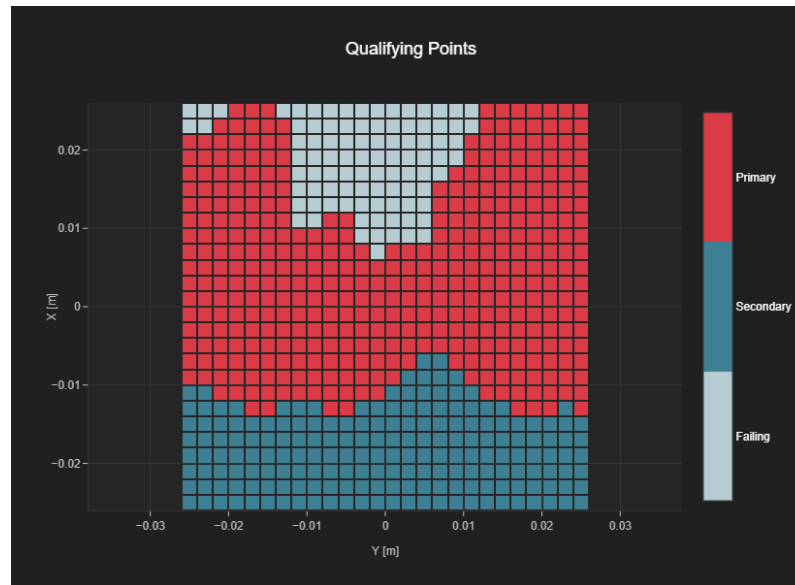 Qualifying Points
0.02
0.01
0
−0.01
−0.02
X [m]
−0.03
−0.02
−0.01
0
0.01
0.02
0.03
Y [m]
Primary
Secondary
Failing